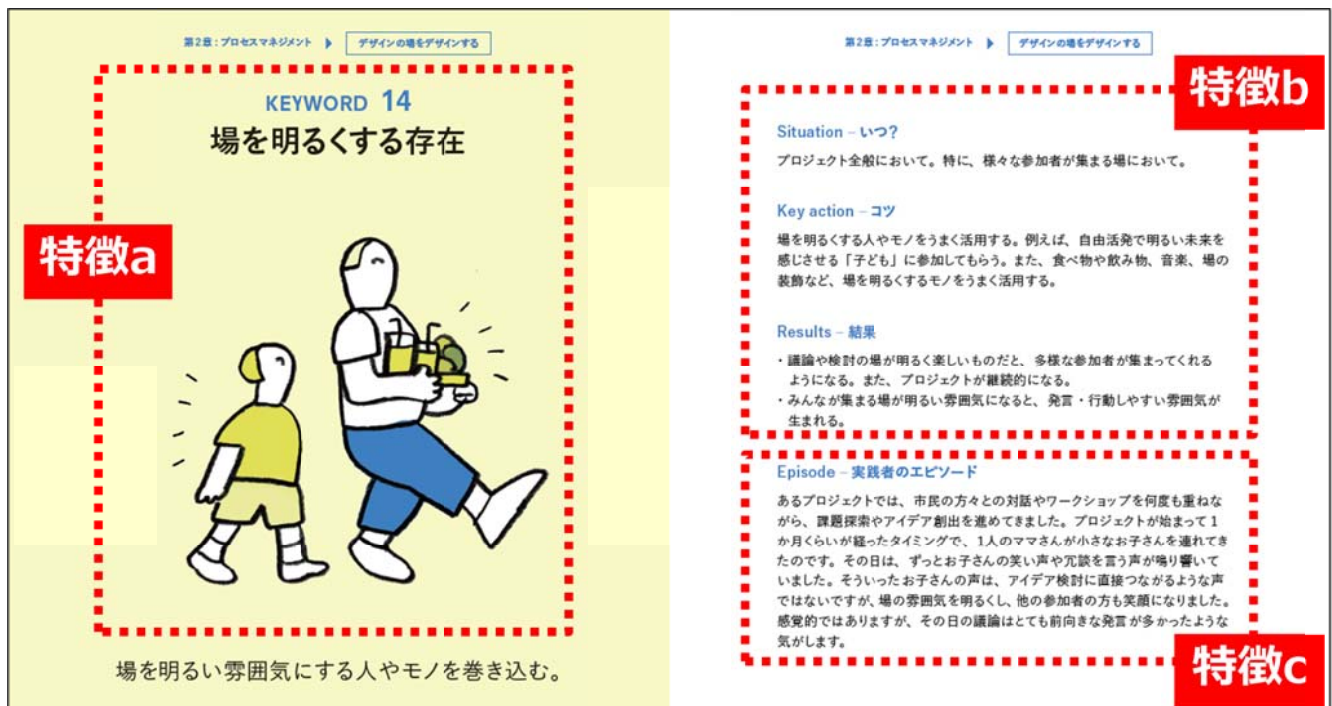 第2章:プロセスマネジメント ▶ デザインの場をデザインする
KEYWORD 14
場を明るくする存在
特徴a
場を明るい雰囲気にする人やモノを巻き込む。
第2章:プロセスマネジメント ▶ デザインの場をデザインする
特徴b
Situation – いつ?
プロジェクト全般において。特に、様々な参加者が集まる場において。
Key action – コツ
場を明るくする人やモノをうまく活用する。例えば、自由活発で明るい未来を
感じさせる「子ども」に参加してもらう。また、食べ物や飲み物、音楽、場の
装飾など、場を明るくするモノをうまく活用する。
Results – 結果
・議論や検討の場が明るく楽しいものだと、多様な参加者が集まってくれる
ようになる。また、プロジェクトが継続的になる。
・みんなが集まる場が明るい雰囲気になると、発言・行動しやすい雰囲気が
生まれる。
Episode – 実践者のエピソード
あるプロジェクトでは、市民の方々との対話やワークショップを何度も重ねな
がら、課題探索やアイデア創出を進めてきました。プロジェクトが始まって1
か月くらいが経ったタイミングで、1人のママさんが小さなお子さんを連れてき
たのです。その日は、ずっとお子さんの笑い声や冗談を言う声が鳴り響いて
いました。そういったお子さんの声は、アイデア検討に直接つながるような声
ではないですが、場の雰囲気を明るくし、他の参加者の方も笑顔になりました。
感覚的ではありますが、その日の議論はとても前向きな発言が多かったような
気がします。
特徴c